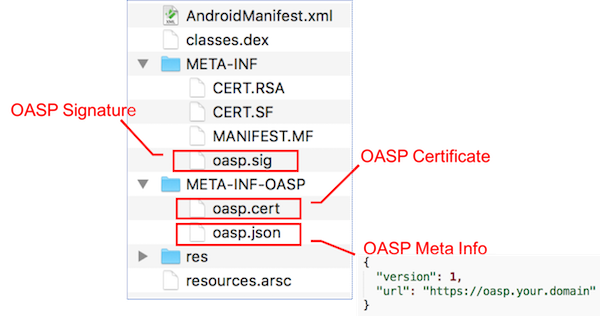 AndroidManifest.xml
classes.dex
META-INF
CERT.RSA
OASP Signature
CERT.SF
MANIFEST.MF
oasp.sig
OASP Certificate
META-INF-OASP
oasp.cert
oasp.json
OASP Meta Info
res
{
"version": 1,
"url": "https://oasp.your.domain"
}
resources.arsc